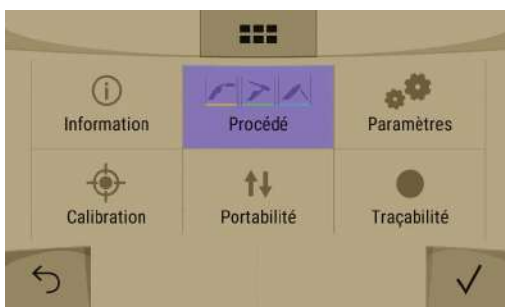 Information
Procédé
Paramètres
Calibration
Portabilité
Traçabilité